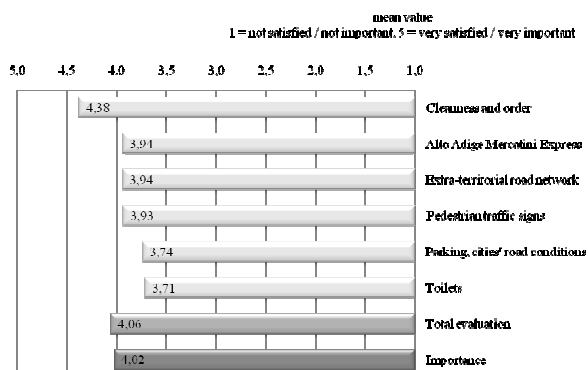 mean value
1 = not satisfied / not important, 5 = very satisfied / very important
5,0 4,5 4,0 3,5 3,0 2,5 2,0 1,5 1,0
4,38 Cleanness and order
3,94 Alto Adige Mercatini Express
3,94 Extra-territorial road network
3,93 Pedestrian traffic signs
3,74 Parking, cities' road conditions
3,71 Toilets
4,06 Total evaluation
4,02 Importance